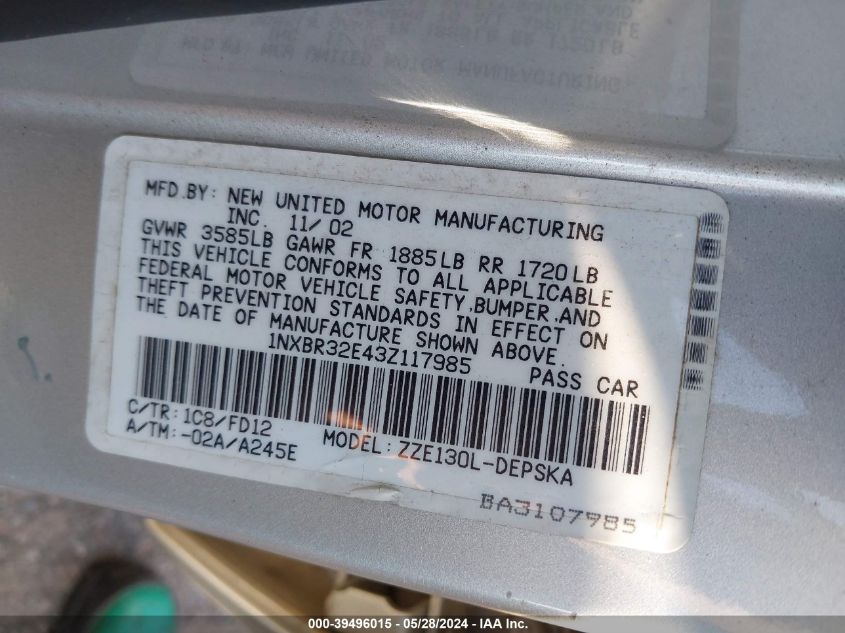 MFD.BY: NEW UNITED MOTOR MANUFACTURING
INC. 11/02
GVWR 3585LB GAWR FR 1885LB RR 1720LB
THIS VEHICLE CONFORMS TO ALL APPLICABLE
FEDERAL MOTOR VEHICLE SAFETY,BUMPER,AND
THEFT PREVENTION STANDARDS IN EFFECT ON
THE DATE OF MANUFACTURE SHOWN ABOVE.
1NXBR32E43Z117985 PASS CAR
C/TR:1C8/FD12
A/TM:-02A/A245E MODEL:ZZE130L-DEPSKA
BA3107985
000-39496015 - 05/28/2024 - IAA Inc.